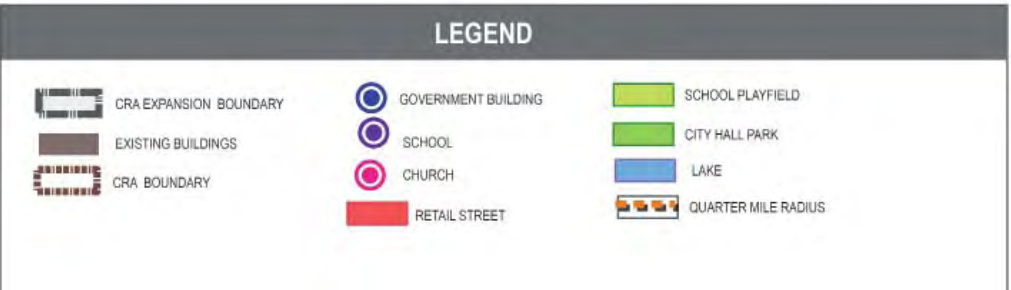 LEGEND
CRA EXPANSION BOUNDARY
EXISTING BUILDINGS
CRA BOUNDARY
GOVERNMENT BUILDING
SCHOOL
CHURCH
RETAIL STREET
SCHOOL PLAYFIELD
CITY HALL PARK
LAKE
QUARTER MILE RADIUS